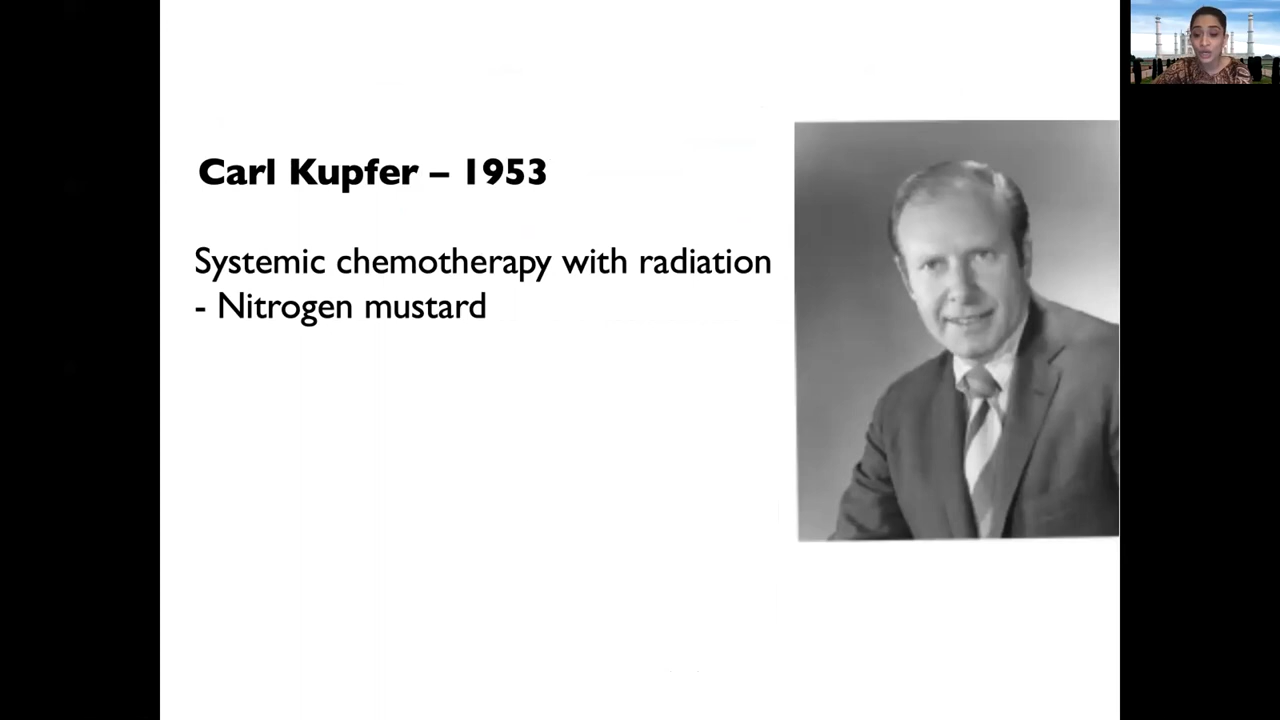 Carl Kupfer – 1953
Systemic chemotherapy with radiation
- Nitrogen mustard